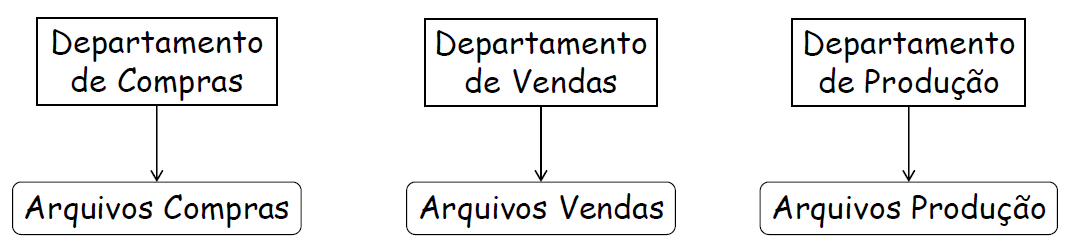 Departamento
de Compras
Departamento
de Vendas
Departamento
de Produção
Arquivos Compras
Arquivos Vendas
Arquivos Produção